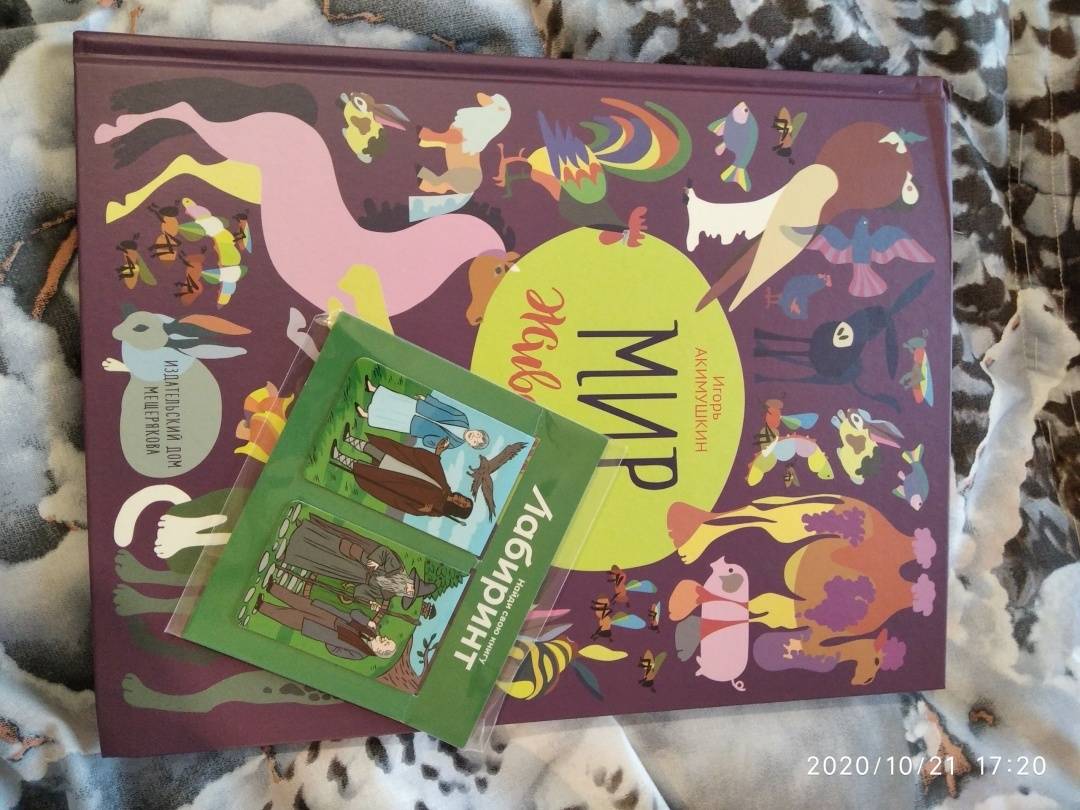 Игорь
АКИМУШКИН
МИР
ИЗДАТЕЛЬСКИЙ ДОМ
МЕЩЕРЯКОВА
Лабиринт
НАЙДИ СВОЮ КНИГУ
2020/10/21 17:20